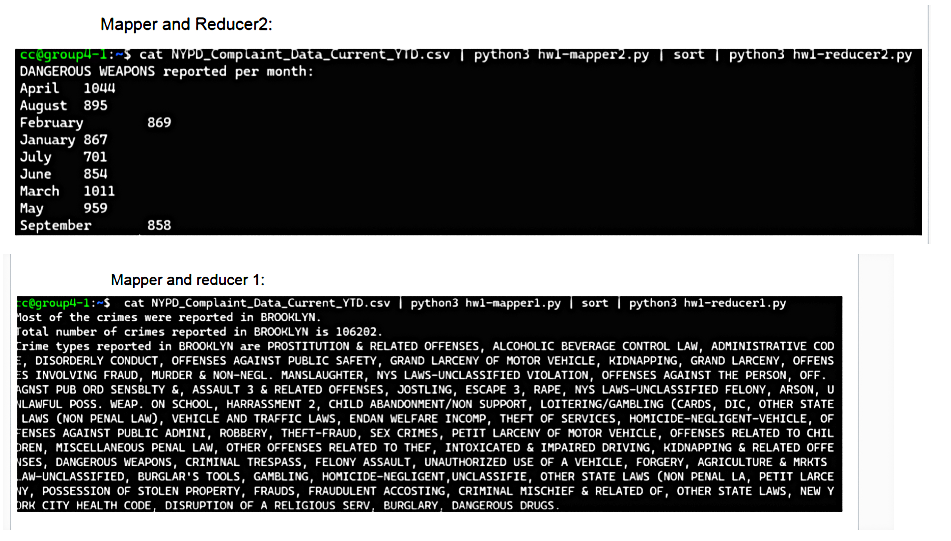 Mapper and Reducer2:
cc@group4-1:~$ cat NYPD_Complaint_Data_Current_YTD.csv | python3 hw1-mapper2.py | sort | python3 hw1-reducer2.py
DANGEROUS WEAPONS reported per month:
April 1044
August 895
February 869
January 867
July 701
June 854
March 1011
May 959
September 858
Mapper and reducer 1:
cc@group4-1:~$ cat NYPD_Complaint_Data_Current_YTD.csv | python3 hw1-mapper1.py | sort | python3 hw1-reducer1.py
Most of the crimes were reported in BROOKLYN.
Total number of crimes reported in BROOKLYN is 106202.
Crime types reported in BROOKLYN are PROSTITUTION & RELATED OFFENSES, ALCOHOLIC BEVERAGE CONTROL LAW, ADMINISTRATIVE COD
E, DISORDERLY CONDUCT, OFFENSES AGAINST PUBLIC SAFETY, GRAND LARCENY OF MOTOR VEHICLE, KIDNAPPING, GRAND LARCENY, OFFENS
ES INVOLVING FRAUD, MURDER & NON-NEGL. MANSLAUGHTER, NYS LAWS-UNCLASSIFIED VIOLATION, OFFENSES AGAINST THE PERSON, OFF.
AGNST PUB ORD SENSBLTY &, ASSAULT 3 & RELATED OFFENSES, JOSTLING, ESCAPE 3, RAPE, NYS LAWS-UNCLASSIFIED FELONY, ARSON, U
NLAWFUL POSS. WEAP. ON SCHOOL, HARRASSMENT 2, CHILD ABANDONMENT/NON SUPPORT, LOITERING/GAMBLING (CARDS, DIC, OTHER STATE
LAWS (NON PENAL LAW), VEHICLE AND TRAFFIC LAWS, ENDAN WELFARE INCOMP, THEFT OF SERVICES, HOMICIDE-NEGLIGENT-VEHICLE, OF
FENSES AGAINST PUBLIC ADMINI, ROBBERY, THEFT-FRAUD, SEX CRIMES, PETIT LARCENY OF MOTOR VEHICLE, OFFENSES RELATED TO CHIL
DREN, MISCELLANEOUS PENAL LAW, OTHER OFFENSES RELATED TO THEF, INTOXICATED & IMPAIRED DRIVING, KIDNAPPING & RELATED OFFE
NSES, DANGEROUS WEAPONS, CRIMINAL TRESPASS, FELONY ASSAULT, UNAUTHORIZED USE OF A VEHICLE, FORGERY, AGRICULTURE & MRKTS
LAW-UNCLASSIFIED, BURGLAR'S TOOLS, GAMBLING, HOMICIDE-NEGLIGENT,UNCLASSIFIE, OTHER STATE LAWS (NON PENAL LA, PETIT LARCE
NY, POSSESSION OF STOLEN PROPERTY, FRAUDS, FRAUDULENT ACCOSTING, CRIMINAL MISCHIEF & RELATED OF, OTHER STATE LAWS, NEW Y
ORK CITY HEALTH CODE, DISRUPTION OF A RELIGIOUS SERV, BURGLARY, DANGEROUS DRUGS.